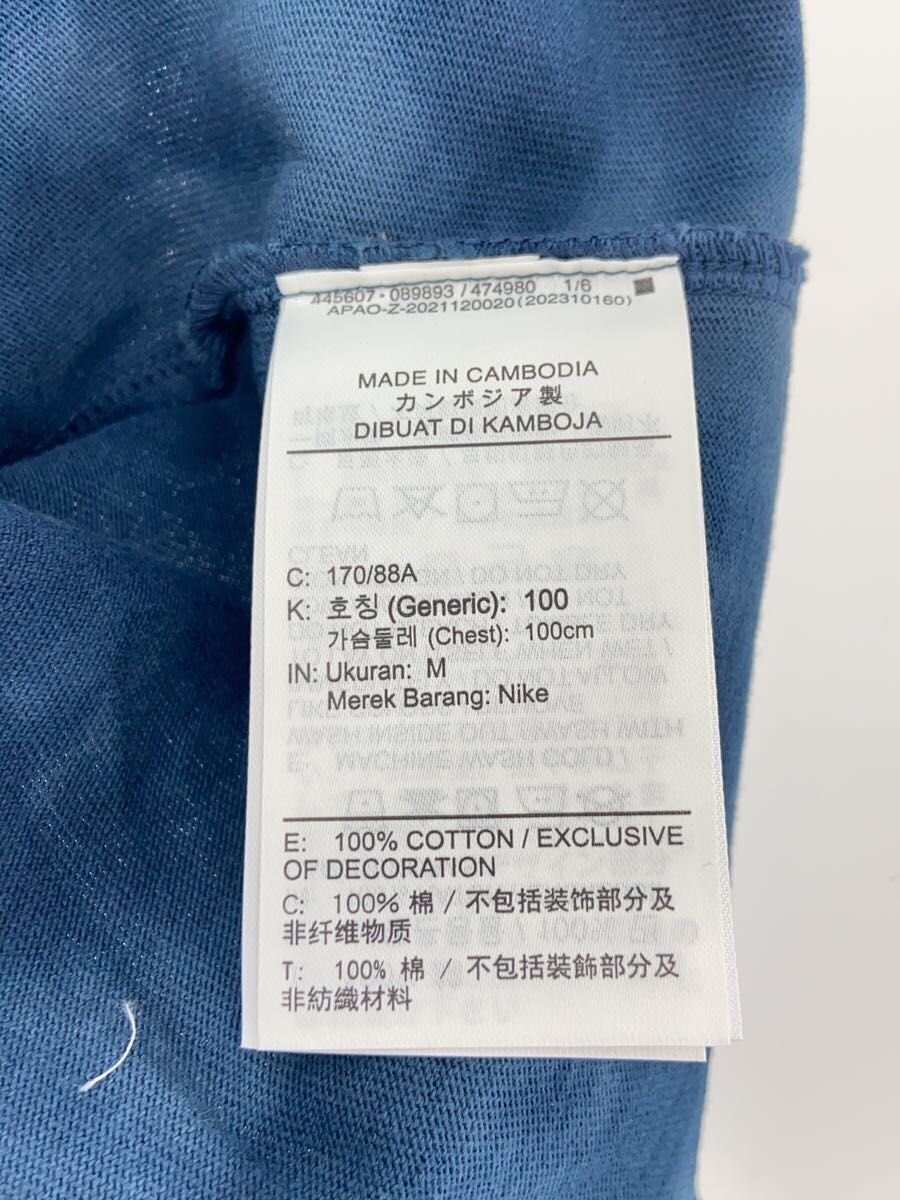 445607 - 089893 / 474980 1/6
APAO-Z-2021120020 (202310160)
MADE IN CAMBODIA
カンボジア製
DIBUAT DI KAMBOJA
C: 170/88A
K: 호칭 (Generic): 100
가슴둘레 (Chest): 100cm
IN: Ukuran: M
Merek Barang: Nike
E: 100% COTTON / EXCLUSIVE
OF DECORATION
C: 100% 棉 / 不包括装饰部分及
非纤维物质
T: 100% 棉 / 不包括裝飾部分及
非紡織材料